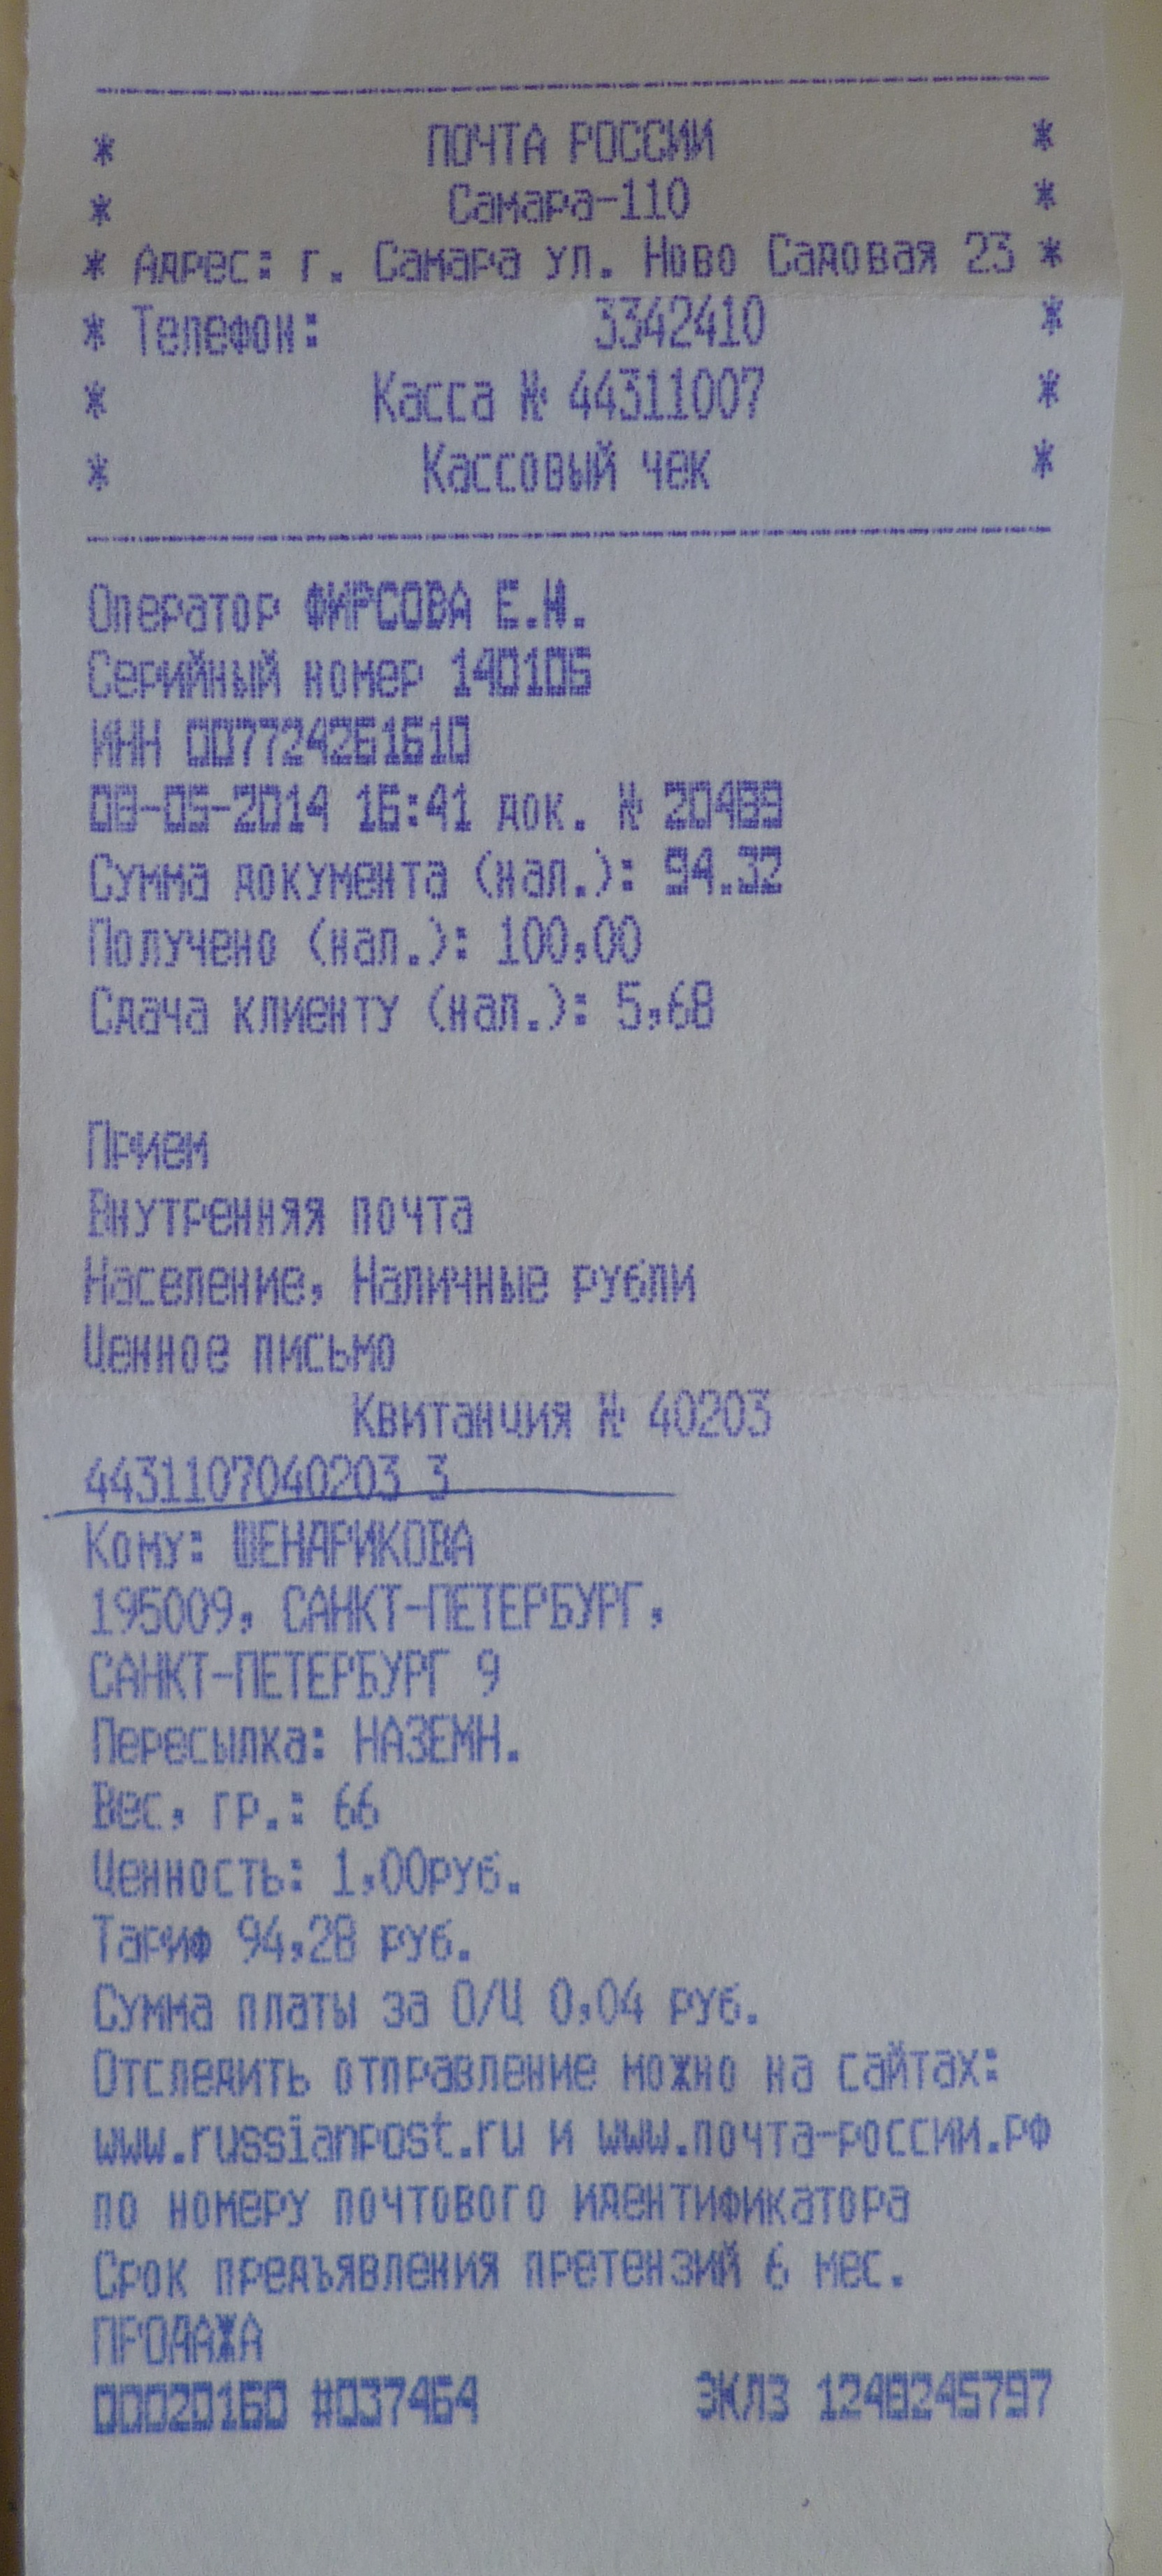 * ПОЧТА РОССИИ *
* Самара-110 *
* Адрес: г. Самара ул. Ново Садовая 23 *
* Телефон: 3342410 *
* Касса № 44311007 *
* Кассовый чек *
Оператор ФИРСОВА Е.Н.
Серийный номер 140105
ИНН 007724261610
08-05-2014 16:41 док. № 20489
Сумма документа (нал.): 94.32
Получено (нал.): 100,00
Сдача клиенту (нал.): 5,68
Прием
Внутренняя почта
Население, Наличные рубли
Ценное письмо
Квитанция № 40203
4431107040203 3
Кому: ШЕНДРИКОВА
195009, САНКТ-ПЕТЕРБУРГ,
САНКТ-ПЕТЕРБУРГ 9
Пересылка: НАЗЕМН.
Вес, гр.: 66
Ценность: 1,00руб.
Тариф 94,28 руб.
Сумма платы за О/Ц 0,04 руб.
Отследить отправление можно на сайтах:
www.russianpost.ru и www.почта-россии.рф
по номеру почтового идентификатора
Срок предъявления претензий 6 мес.
ПРОДАЖА
00020160 #037464 ЭКЛЗ 1248245797